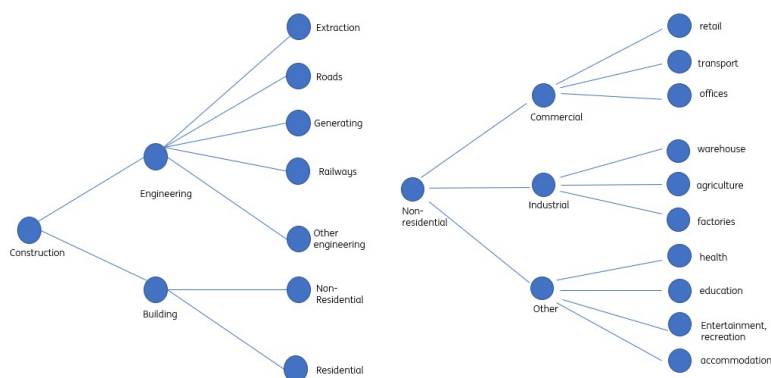 Extraction
Roads
Generating
Railways
Engineering
Other
engineering
Construction
Non-
Residential
Building
Residential
retail
transport
offices
Commercial
warehouse
agriculture
Industrial
Non-
residential
factories
health
education
Other
Entertainment,
recreation
accommodation